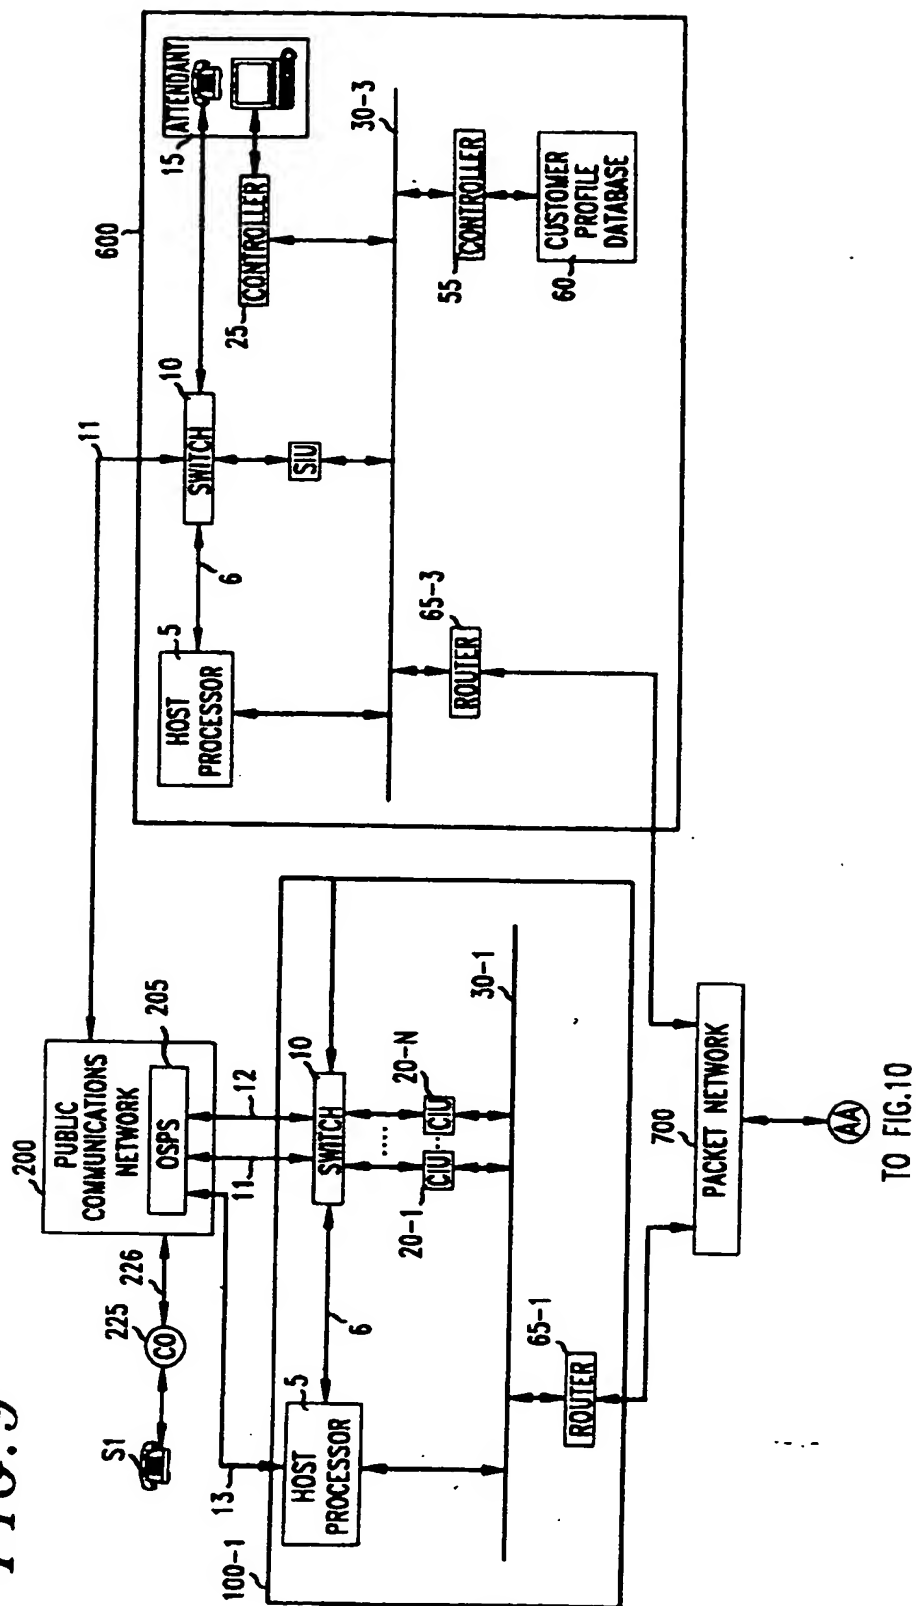 FIG. 9
S1
225
CO
226
200
PUBLIC
COMMUNICATIONS
NETWORK
OSPS
205
13
11
12
11
100-1
HOST
PROCESSOR
5
6
SWITCH
10
20-1
CIU
....
..
CIU
20-N
30-1
ROUTER
65-1
600
HOST
PROCESSOR
5
6
SWITCH
10
SIU
15
ATTENDANT
25
CONTROLLER
30-3
ROUTER
65-3
55
CONTROLLER
60
CUSTOMER
PROFILE
DATABASE
700
PACKET NETWORK
AA
TO FIG.10